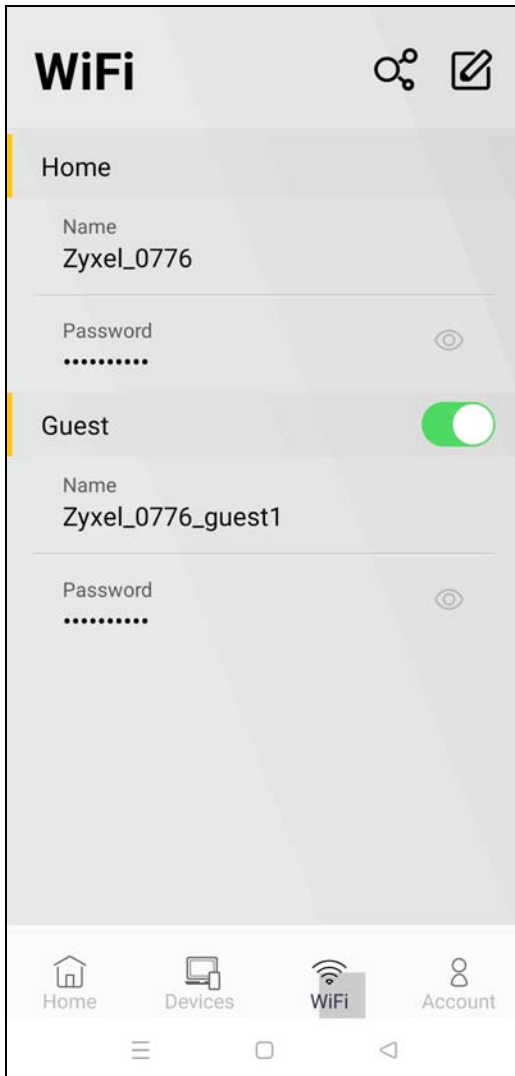 WiFi
Home
Name
Zyxel_0776
Password
••••••••••
Guest
Name
Zyxel_0776_guest1
Password
••••••••••
Home Devices WiFi Account